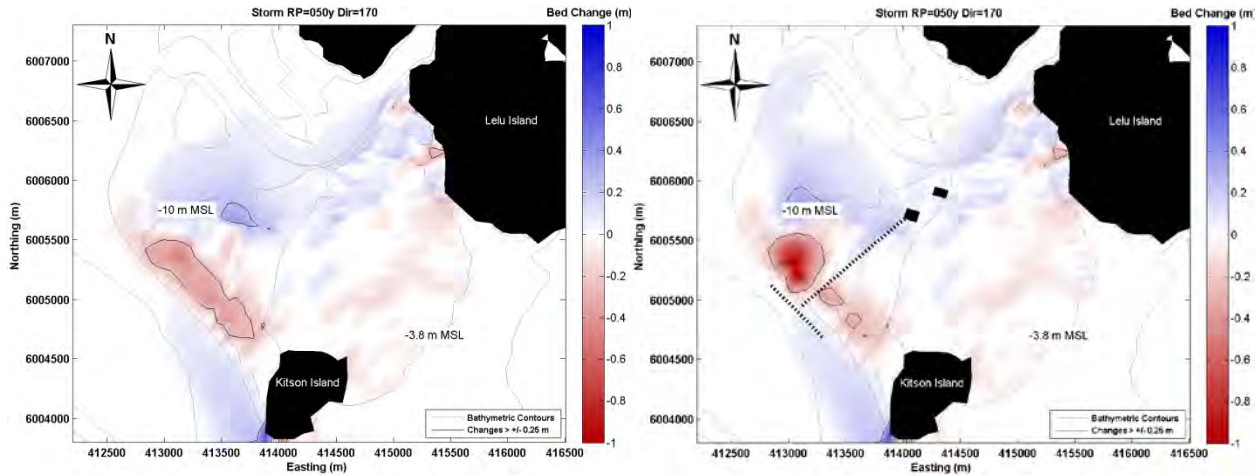 Storm RP=050y Dir=170
Bed Change (m)
N
Lelu Island
-10 m MSL
-3.8 m MSL
Kitson Island
Bathymetric Contours
Changes > +/- 0.25 m
Northing (m)
6007000
6006500
6006000
6005500
6005000
6004500
6004000
412500 413000 413500 414000 414500 415000 415500 416000 416500
Easting (m)
1
0.8
0.6
0.4
0.2
0
-0.2
-0.4
-0.6
-0.8
-1
Storm RP=050y Dir=170
Bed Change (m)
N
Lelu Island
-10 m MSL
-3.8 m MSL
Kitson Island
Bathymetric Contours
Changes > +/- 0.25 m
Northing (m)
6007000
6006500
6006000
6005500
6005000
6004500
6004000
412500 413000 413500 414000 414500 415000 415500 416000 416500
Easting (m)
1
0.8
0.6
0.4
0.2
0
-0.2
-0.4
-0.6
-0.8
-1